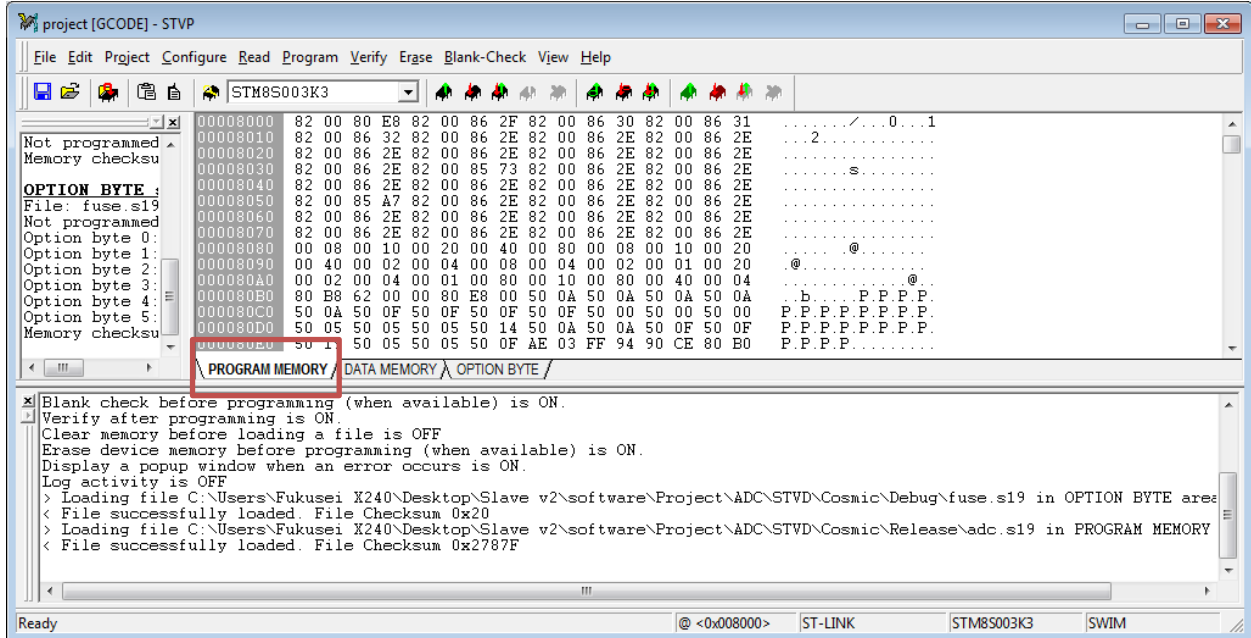 project [GCODE] - STVP
File Edit Project Configure Read Program Verify Erase Blank-Check View Help
STM8S003K3
Not programmed
Memory checksu
OPTION BYTE
File: fuse.s19
Not programmed
Option byte 0:
Option byte 1:
Option byte 2:
Option byte 3:
Option byte 4:
Option byte 5:
Memory checksu
00008000 82 00 80 E8 82 00 86 2F 82 00 86 30 82 00 86 31 ......./...0...1
00008010 82 00 86 32 82 00 86 2E 82 00 86 2E 82 00 86 2E ...2............
00008020 82 00 86 2E 82 00 86 2E 82 00 86 2E 82 00 86 2E ................
00008030 82 00 86 2E 82 00 85 73 82 00 86 2E 82 00 86 2E .......s........
00008040 82 00 86 2E 82 00 86 2E 82 00 86 2E 82 00 86 2E ................
00008050 82 00 85 A7 82 00 86 2E 82 00 86 2E 82 00 86 2E ................
00008060 82 00 86 2E 82 00 86 2E 82 00 86 2E 82 00 86 2E ................
00008070 82 00 86 2E 82 00 86 2E 82 00 86 2E 82 00 86 2E ................
00008080 00 08 00 10 00 20 00 40 00 80 00 08 00 10 00 20 ..... .@....... 
00008090 00 40 00 02 00 04 00 08 00 04 00 02 00 01 00 20 .@............. 
000080A0 00 02 00 04 00 01 00 80 00 10 00 80 00 40 00 04 .............@..
000080B0 80 B8 62 00 00 80 E8 00 50 0A 50 0A 50 0A 50 0A ..b.....P.P.P.P.
000080C0 50 0A 50 0F 50 0F 50 0F 50 0F 50 00 50 00 50 00 P.P.P.P.P.P.P.P.
000080D0 50 05 50 05 50 05 50 14 50 0A 50 0A 50 0F 50 0F P.P.P.P.P.P.P.P.
000080E0 50 50 05 50 05 50 0F AE 03 FF 94 90 CE 80 B0 P.P.P.P.........
PROGRAM MEMORY DATA MEMORY OPTION BYTE
Blank check before programming (when available) is ON.
Verify after programming is ON.
Clear memory before loading a file is OFF
Erase device memory before programming (when available) is ON.
Display a popup window when an error occurs is ON.
Log activity is OFF
> Loading file C:\Users\Fukusei X240\Desktop\Slave v2\software\Project\ADC\STVD\Cosmic\Debug\fuse.s19 in OPTION BYTE area
< File successfully loaded. File Checksum 0x20
> Loading file C:\Users\Fukusei X240\Desktop\Slave v2\software\Project\ADC\STVD\Cosmic\Release\adc.s19 in PROGRAM MEMORY
< File successfully loaded. File Checksum 0x2787F
Ready @ <0x008000> ST-LINK STM8S003K3 SWIM